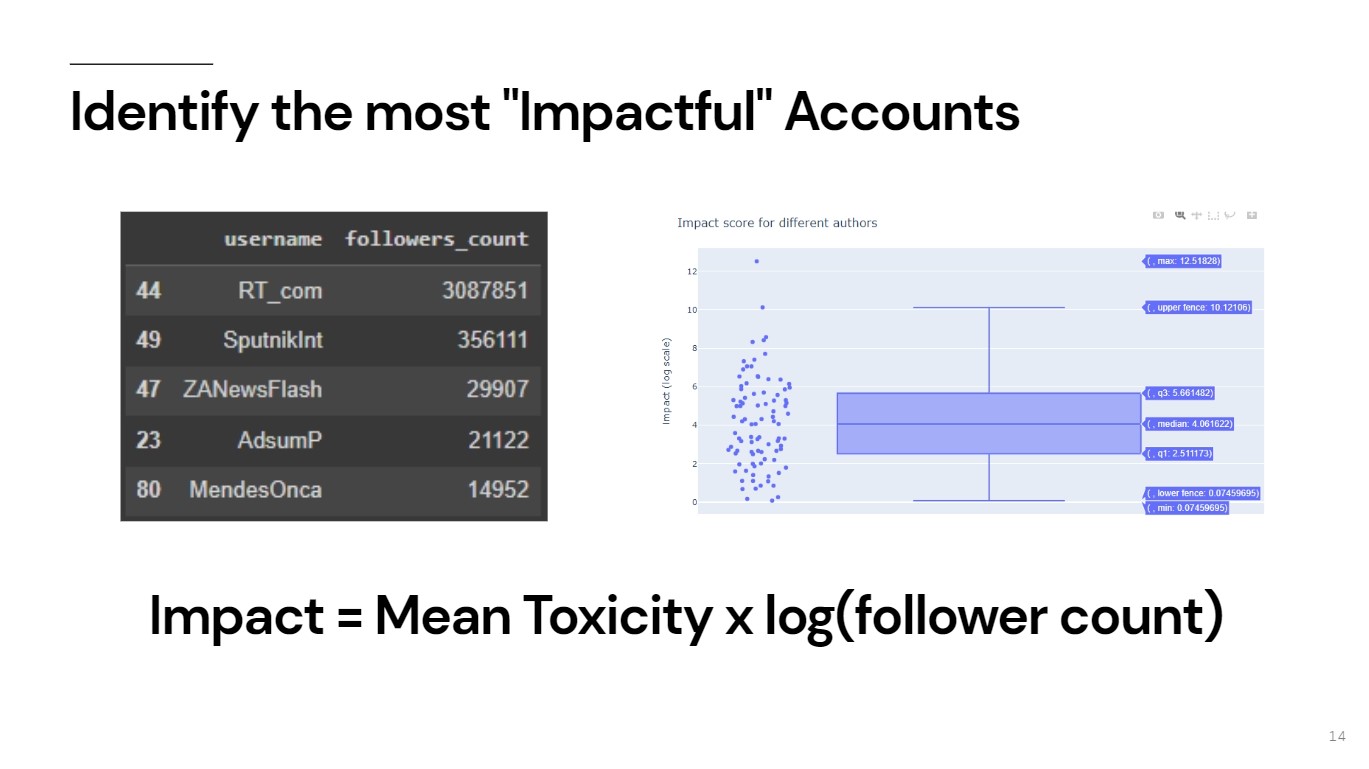 Identify the most "Impactful" Accounts
username followers_count
44 RT_com 3087851
49 SputnikInt 356111
47 ZANewsFlash 29907
23 AdsumP 21122
80 MendesOnca 14952
Impact score for different authors
Impact (log scale)
12
10
8
6
4
2
0
( , max: 12.51828)
( , upper fence: 10.12106)
( , q3: 5.661482)
( , median: 4.061622)
( , q1: 2.511173)
( , lower fence: 0.07459695)
( , min: 0.07459695)
Impact = Mean Toxicity x log(follower count)
14